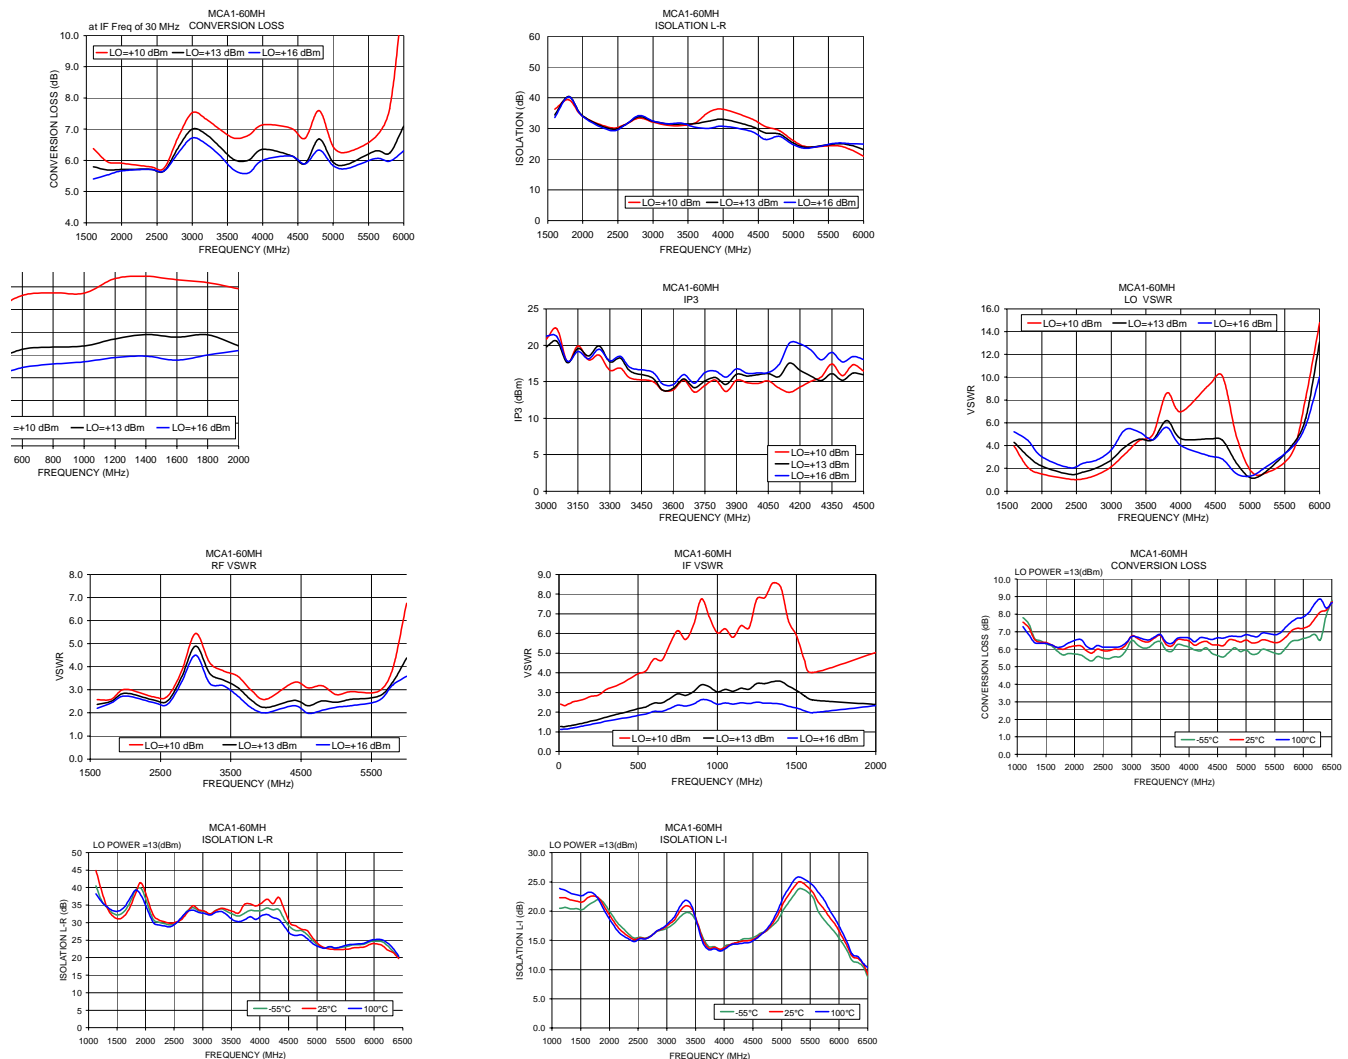 MCA1-60MH
at IF Freq of 30 MHz CONVERSION LOSS
CONVERSION LOSS (dB)
10.0
9.0
8.0
7.0
6.0
5.0
4.0
LO=+10 dBm LO=+13 dBm LO=+16 dBm
1500 2000 2500 3000 3500 4000 4500 5000 5500 6000
FREQUENCY (MHz)
MCA1-60MH
ISOLATION L-R
ISOLATION (dB)
60
50
40
30
20
10
0
LO=+10 dBm LO=+13 dBm LO=+16 dBm
1500 2000 2500 3000 3500 4000 4500 5000 5500 6000
FREQUENCY (MHz)
=+10 dBm LO=+13 dBm LO=+16 dBm
600 800 1000 1200 1400 1600 1800 2000
FREQUENCY (MHz)
MCA1-60MH
IP3
IP3 (dBm)
25
20
15
10
5
0
LO=+10 dBm
LO=+13 dBm
LO=+16 dBm
3000 3150 3300 3450 3600 3750 3900 4050 4200 4350 4500
FREQUENCY (MHz)
MCA1-60MH
LO VSWR
VSWR
16.0
14.0
12.0
10.0
8.0
6.0
4.0
2.0
0.0
LO=+10 dBm LO=+13 dBm LO=+16 dBm
1500 2000 2500 3000 3500 4000 4500 5000 5500 6000
FREQUENCY (MHz)
MCA1-60MH
RF VSWR
VSWR
8.0
7.0
6.0
5.0
4.0
3.0
2.0
1.0
0.0
LO=+10 dBm LO=+13 dBm LO=+16 dBm
1500 2500 3500 4500 5500
FREQUENCY (MHz)
MCA1-60MH
IF VSWR
VSWR
9.0
8.0
7.0
6.0
5.0
4.0
3.0
2.0
1.0
0.0
LO=+10 dBm LO=+13 dBm LO=+16 dBm
0 500 1000 1500 2000
FREQUENCY (MHz)
MCA1-60MH
CONVERSION LOSS
LO POWER =13(dBm)
CONVERSION LOSS (dB)
10.0
9.0
8.0
7.0
6.0
5.0
4.0
3.0
2.0
1.0
0.0
-55°C 25°C 100°C
1000 1500 2000 2500 3000 3500 4000 4500 5000 5500 6000 6500
FREQUENCY (MHz)
MCA1-60MH
ISOLATION L-R
LO POWER =13(dBm)
ISOLATION L-R (dB)
50
45
40
35
30
25
20
15
10
5
0
-55°C 25°C 100°C
1000 1500 2000 2500 3000 3500 4000 4500 5000 5500 6000 6500
FREQUENCY (MHz)
MCA1-60MH
ISOLATION L-I
LO POWER =13(dBm)
ISOLATION L-I (dB)
30.0
25.0
20.0
15.0
10.0
5.0
0.0
-55°C 25°C 100°C
1000 1500 2000 2500 3000 3500 4000 4500 5000 5500 6000 6500
FREQUENCY (MHz)